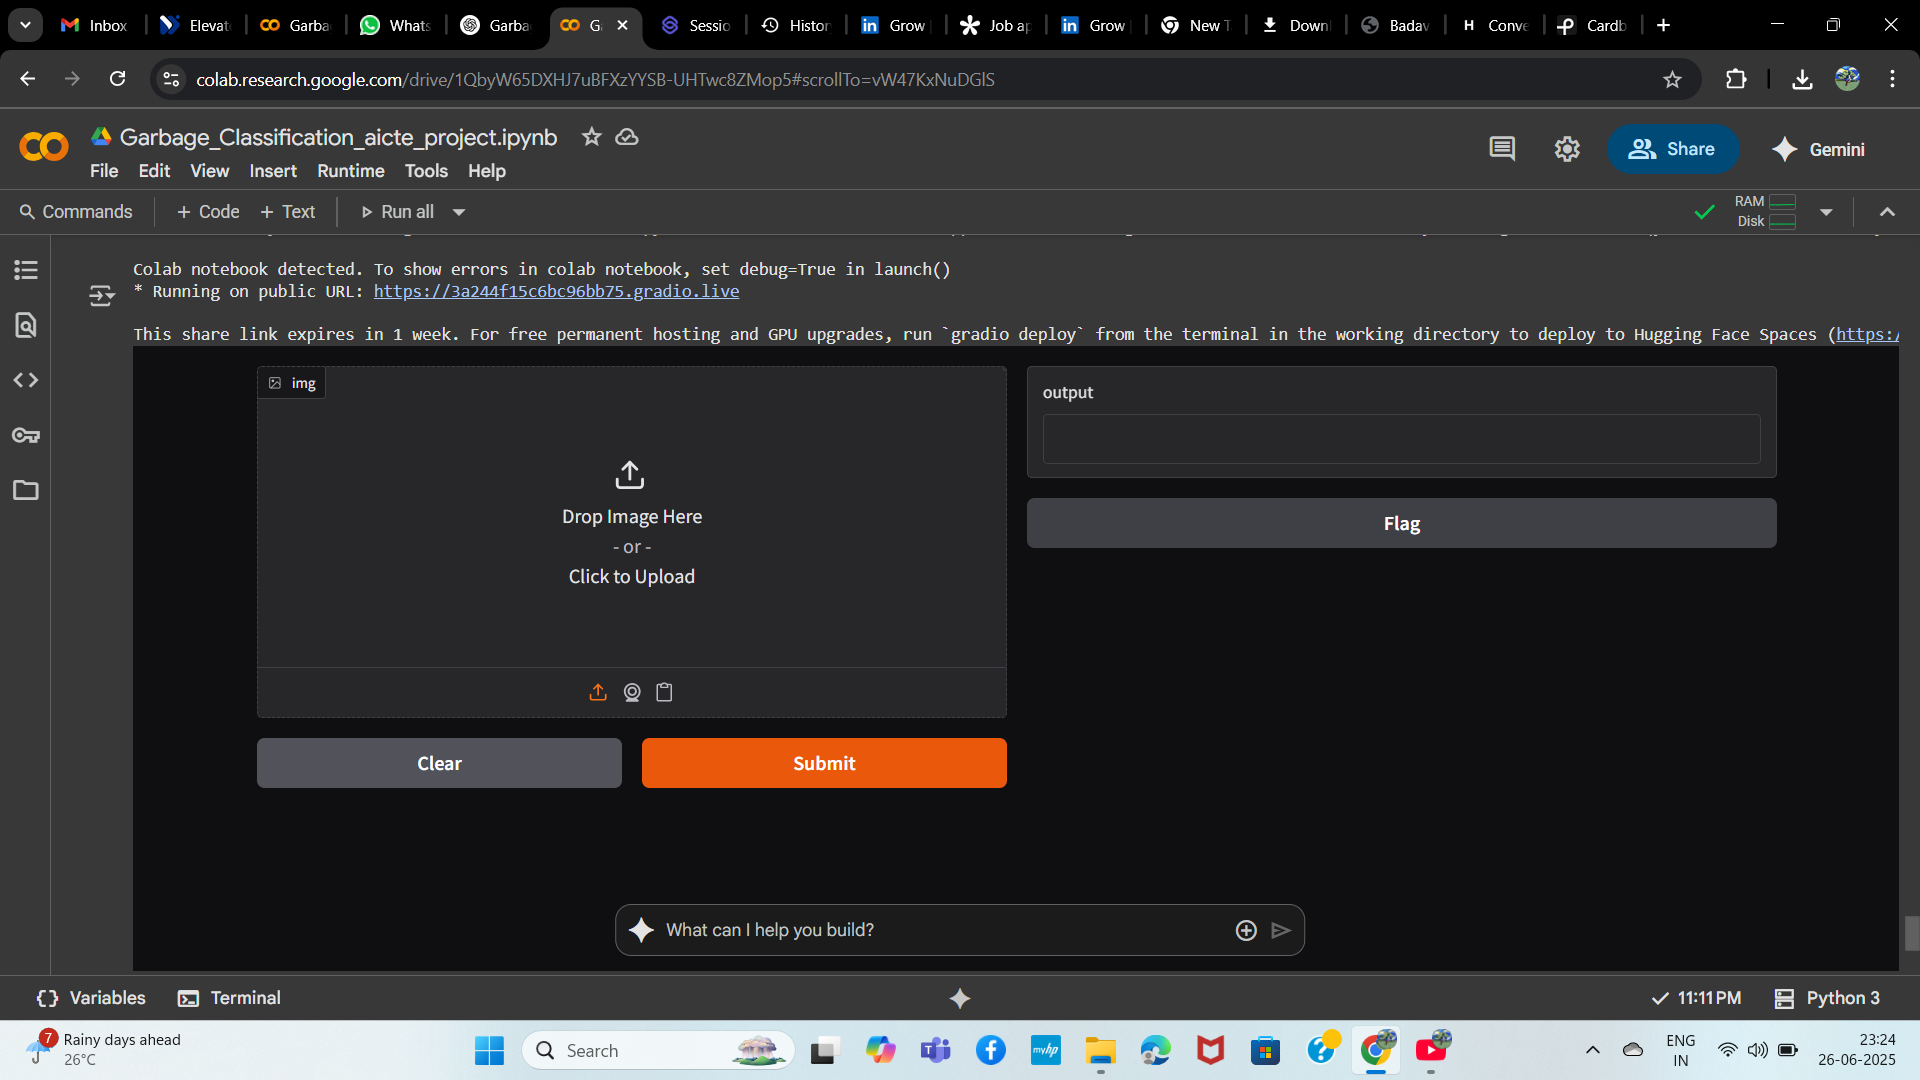 Inbox
Elevat
Garba
Whats
Garba
G
Sessio
Histor
Grow
Job ap
Grow
New T
Downl
Badav
Conve
Cardb
colab.research.google.com/drive/1QbyW65DXHJ7uBFXzYYSB-UHTwc8ZMop5#scrollTo=vW47KxNuDGlS
Garbage_Classification_aicte_project.ipynb
File Edit View Insert Runtime Tools Help
Share
Gemini
Commands
+ Code + Text
Run all
RAM
Disk
Colab notebook detected. To show errors in colab notebook, set debug=True in launch()
* Running on public URL: https://3a244f15c6bc96bb75.gradio.live
This share link expires in 1 week. For free permanent hosting and GPU upgrades, run `gradio deploy` from the terminal in the working directory to deploy to Hugging Face Spaces (https:/
img
Drop Image Here
- or -
Click to Upload
Clear
Submit
output
Flag
What can I help you build?
{} Variables
Terminal
11:11 PM
Python 3
7
Rainy days ahead
26°C
Search
myhp
ENG
IN
23:24
26-06-2025